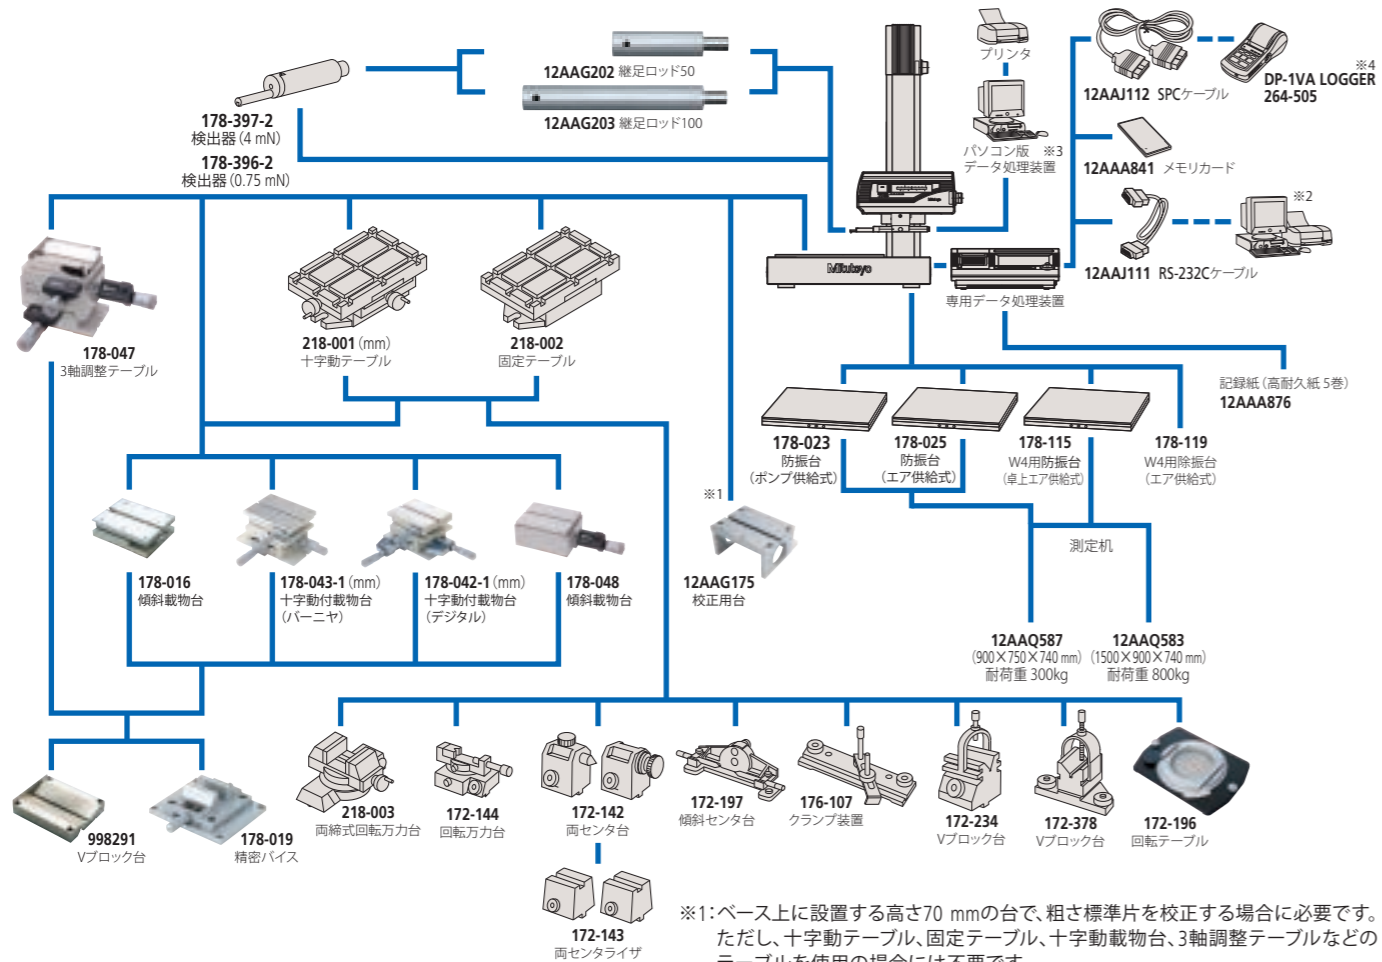 プリンタ
12AAG202 継足ロッド50
12AAG203 継足ロッド100
178-397-2
検出器(4 mN)
178-396-2
検出器(0.75 mN)
パソコン版 ※3
データ処理装置
12AAJ112 SPCケーブル
※4
DP-1VA LOGGER
264-505
12AAA841 メモリカード
※2
12AAJ111 RS-232Cケーブル
Mitutoyo
専用データ処理装置
記録紙(高耐久紙 5巻)
12AAA876
178-047
3軸調整テーブル
218-001(mm)
十字動テーブル
218-002
固定テーブル
178-023
防振台
(ポンプ供給式)
178-025
防振台
(エア供給式)
178-115
W4用防振台
(卓上エア供給式)
178-119
W4用除振台
(エア供給式)
測定机
12AAQ587
(900×750×740 mm)
耐荷重 300kg
12AAQ583
(1500×900×740 mm)
耐荷重 800kg
178-016
傾斜載物台
178-043-1(mm)
十字動付載物台
(バーニヤ)
178-042-1(mm)
十字動付載物台
(デジタル)
178-048
傾斜載物台
※1
12AAG175
校正用台
998291
Vブロック台
178-019
精密バイス
218-003
両締式回転万力台
172-144
回転万力台
172-142
両センタ台
172-143
両センタライザ
172-197
傾斜センタ台
176-107
クランプ装置
172-234
Vブロック台
172-378
Vブロック台
172-196
回転テーブル
※1:ベース上に設置する高さ70 mmの台で、粗さ標準片を校正する場合に必要です。
ただし、十字動テーブル、固定テーブル、十字動載物台、3軸調整テーブルなどの
テーブルを使用の場合には不要です。